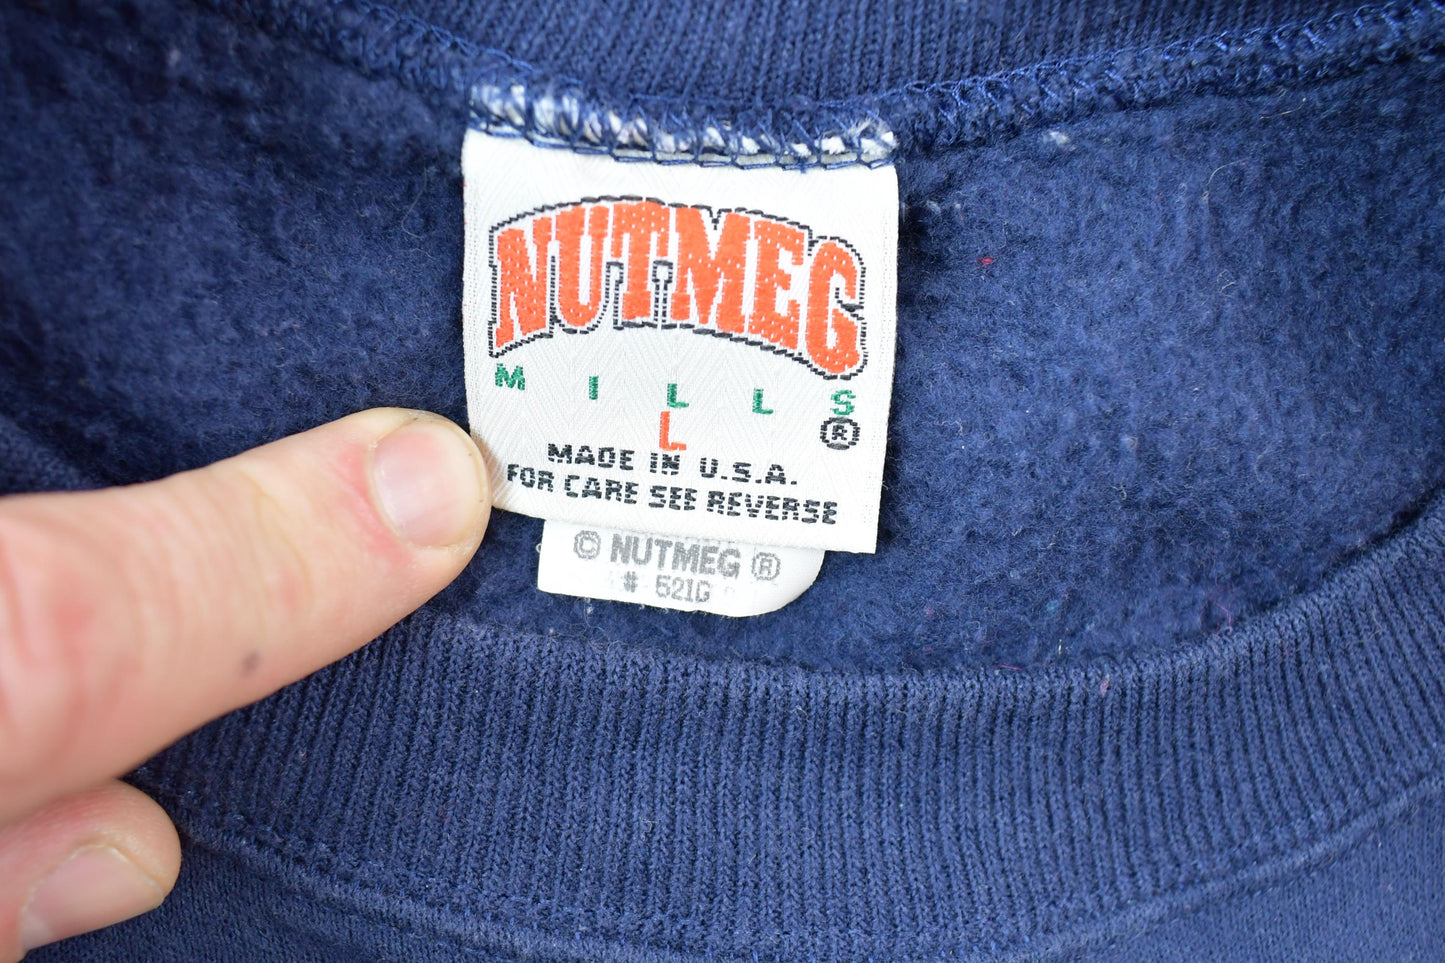 NUTMEG
MILLS
L ®
MADE IN U.S.A.
FOR CARE SEE REVERSE
© NUTMEG ®
# 521G